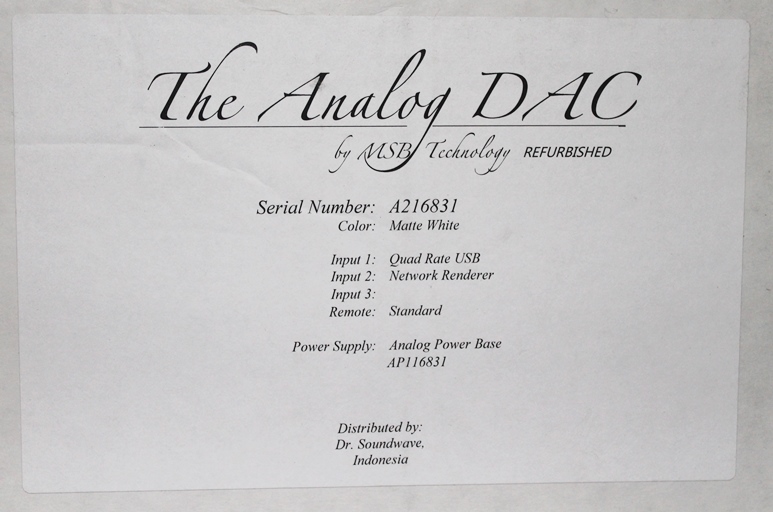 The Analog DAC
by MSB Technology REFURBISHED
Serial Number: A216831
Color: Matte White
Input 1: Quad Rate USB
Input 2: Network Renderer
Input 3:
Remote: Standard
Power Supply: Analog Power Base
AP116831
Distributed by:
Dr. Soundwave,
Indonesia